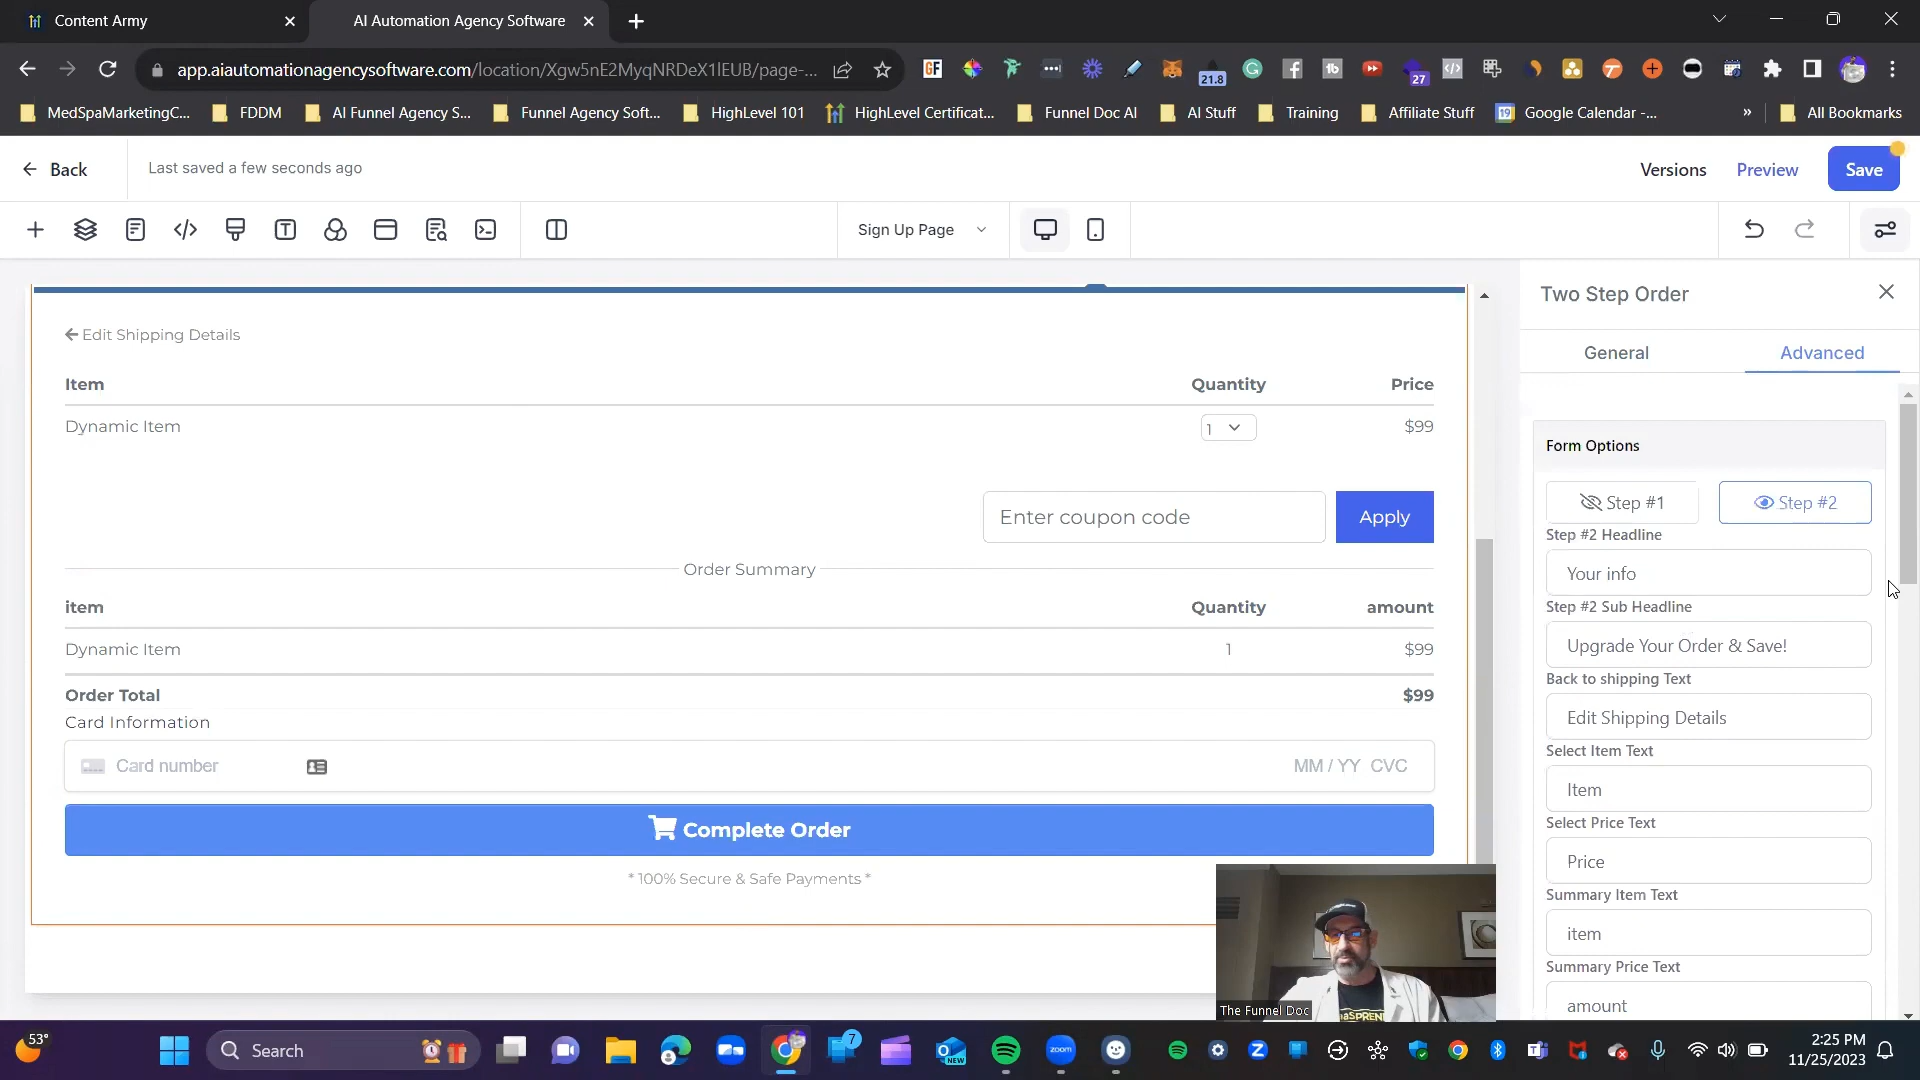 Content Army
AI Automation Agency Software
app.aiautomationagencysoftware.com/location/Xgw5nE2MyqNRDeX1lEUB/page-...
21.8
27
MedSpaMarketingC...
FDDM
AI Funnel Agency S...
Funnel Agency Soft...
HighLevel 101
HighLevel Certificat...
Funnel Doc AI
AI Stuff
Training
Affiliate Stuff
Google Calendar -...
»
All Bookmarks
Back
Last saved a few seconds ago
Versions
Preview
Save
Sign Up Page
Two Step Order
General
Advanced
Edit Shipping Details
Item Quantity Price
Dynamic Item 1 $99
Enter coupon code
Apply
Order Summary
item Quantity amount
Dynamic Item 1 $99
Order Total $99
Card Information
Card number MM / YY CVC
Complete Order
* 100% Secure & Safe Payments *
Form Options
Step #1
Step #2
Step #2 Headline
Your info
Step #2 Sub Headline
Upgrade Your Order & Save!
Back to shipping Text
Edit Shipping Details
Select Item Text
Item
Select Price Text
Price
Summary Item Text
item
Summary Price Text
amount
The Funnel Doc
53°
Search
7
NEW
zoom
2:25 PM
11/25/2023